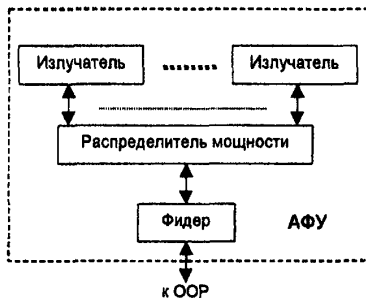 Излучатель
Излучатель
Распределитель мощности
Фидер
АФУ
к ООР